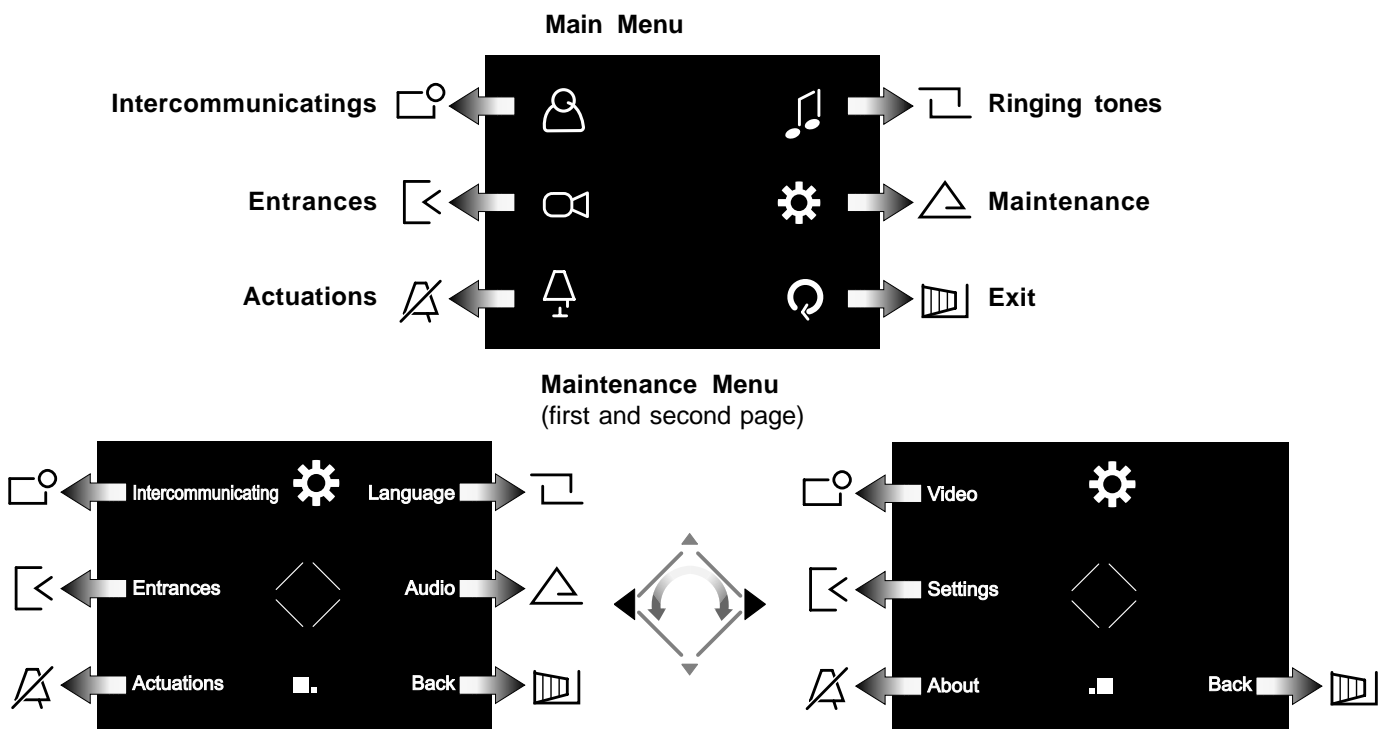 Main Menu
Intercommunicatings
Ringing tones
Entrances
Maintenance
Actuations
Exit
Maintenance Menu
(first and second page)
Intercommunicating
Language
Entrances
Audio
Actuations
Back
Video
Settings
About
Back